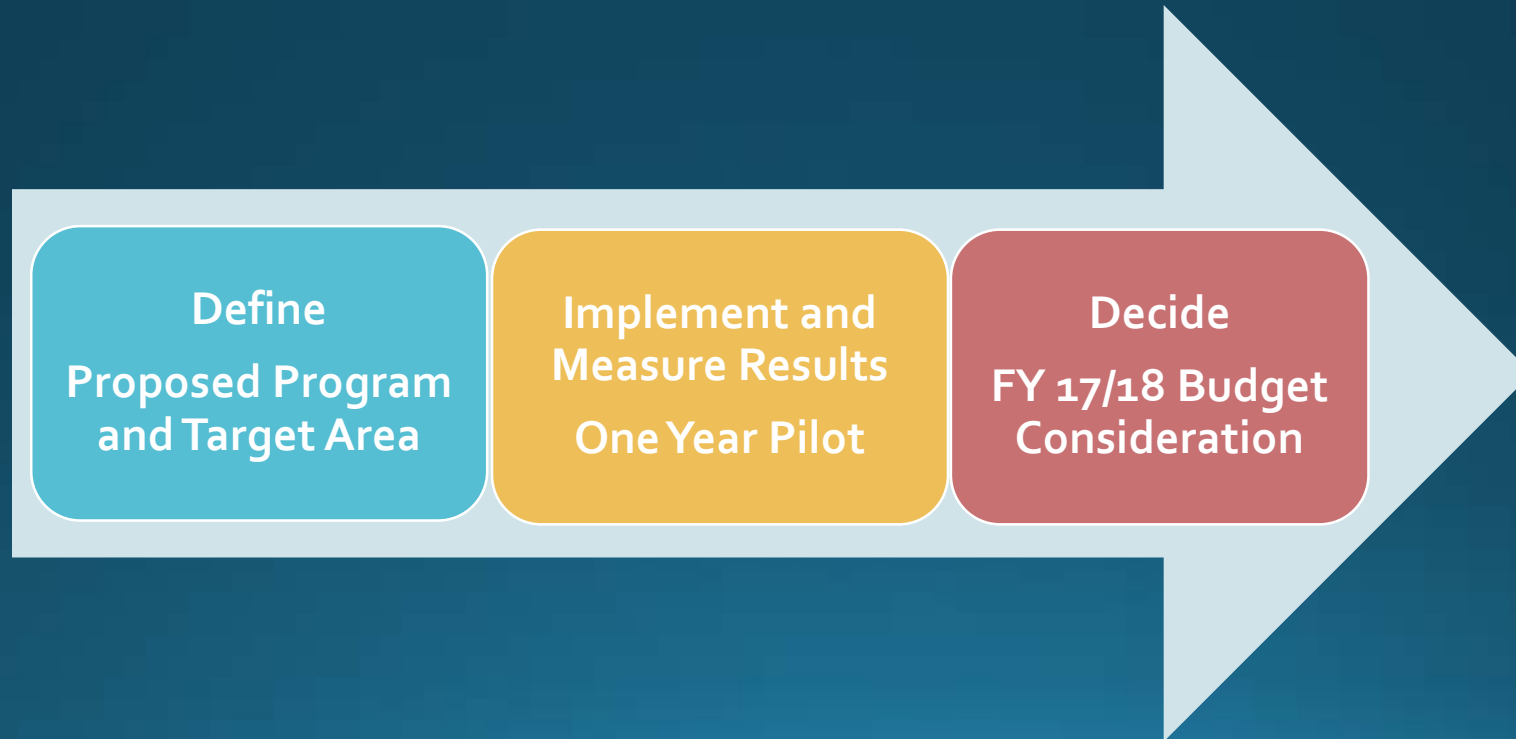 Define
Proposed Program
and Target Area
Implement and
Measure Results
One Year Pilot
Decide
FY 17/18 Budget
Consideration